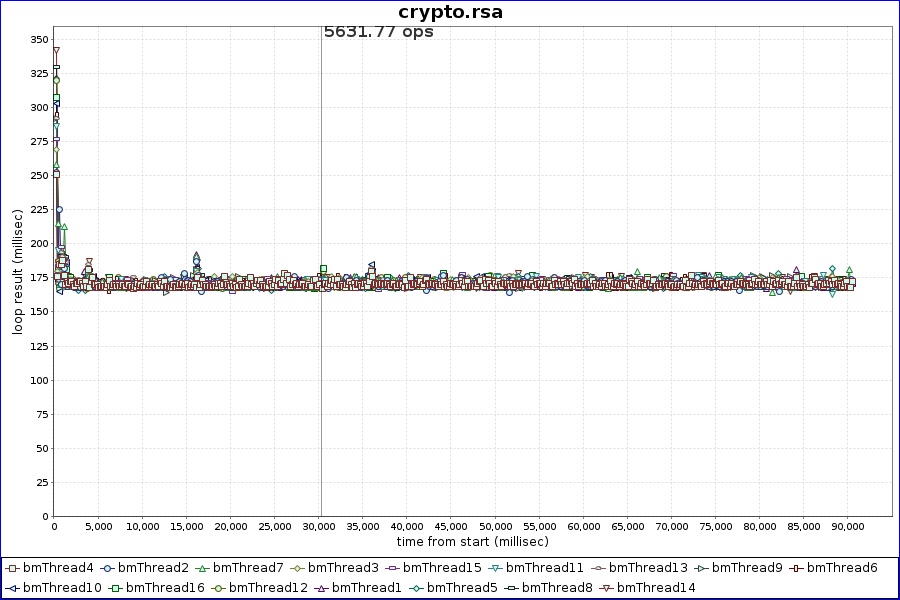 crypto.rsa
5631.77 ops
350
325
300
275
250
225
200
175
150
125
100
75
50
25
0
loop result (millisec)
0 5,000 10,000 15,000 20,000 25,000 30,000 35,000 40,000 45,000 50,000 55,000 60,000 65,000 70,000 75,000 80,000 85,000 90,000
time from start (millisec)
bmThread4 bmThread2 bmThread7 bmThread3 bmThread15 bmThread11 bmThread13 bmThread9 bmThread6
bmThread10 bmThread16 bmThread12 bmThread1 bmThread5 bmThread8 bmThread14